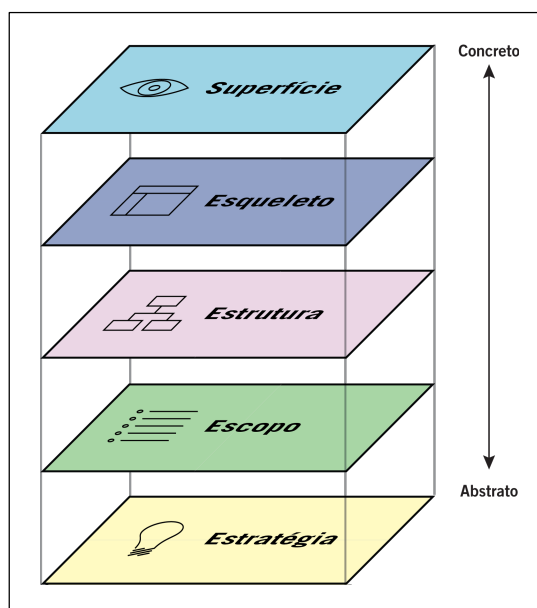 Concreto
Superfície
Esqueleto
Estrutura
Escopo
Abstrato
Estratégia